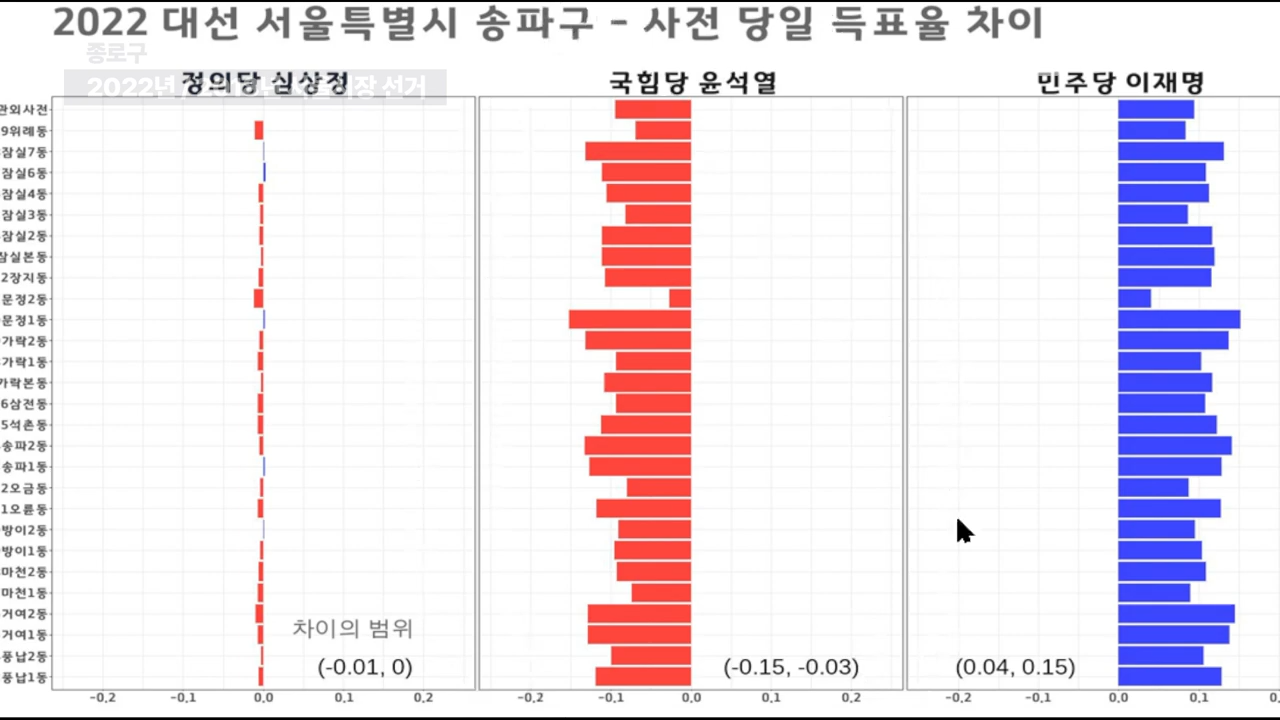 2022 대선 서울특별시 송파구 - 사전 당일 득표율 차이
종로구
정의당 심상정 국힘당 윤석열 민주당 이재명
관외사전
9위례동
잠실7동
잠실6동
잠실4동
잠실3동
잠실2동
잠실본동
2장지동
문정2동
문정1동
가락2동
가락1동
가락본동
6삼전동
5석촌동
송파2동
송파1동
2오금동
1오륜동
방이2동
방이1동
마천2동
마천1동
거여2동
거여1동
풍납2동
풍납1동
차이의 범위
(-0.01, 0) (-0.15, -0.03) (0.04, 0.15)
-0.2 -0.1 0.0 0.1 0.2 -0.2 -0.1 0.0 0.1 0.2 -0.2 -0.1 0.0 0.1